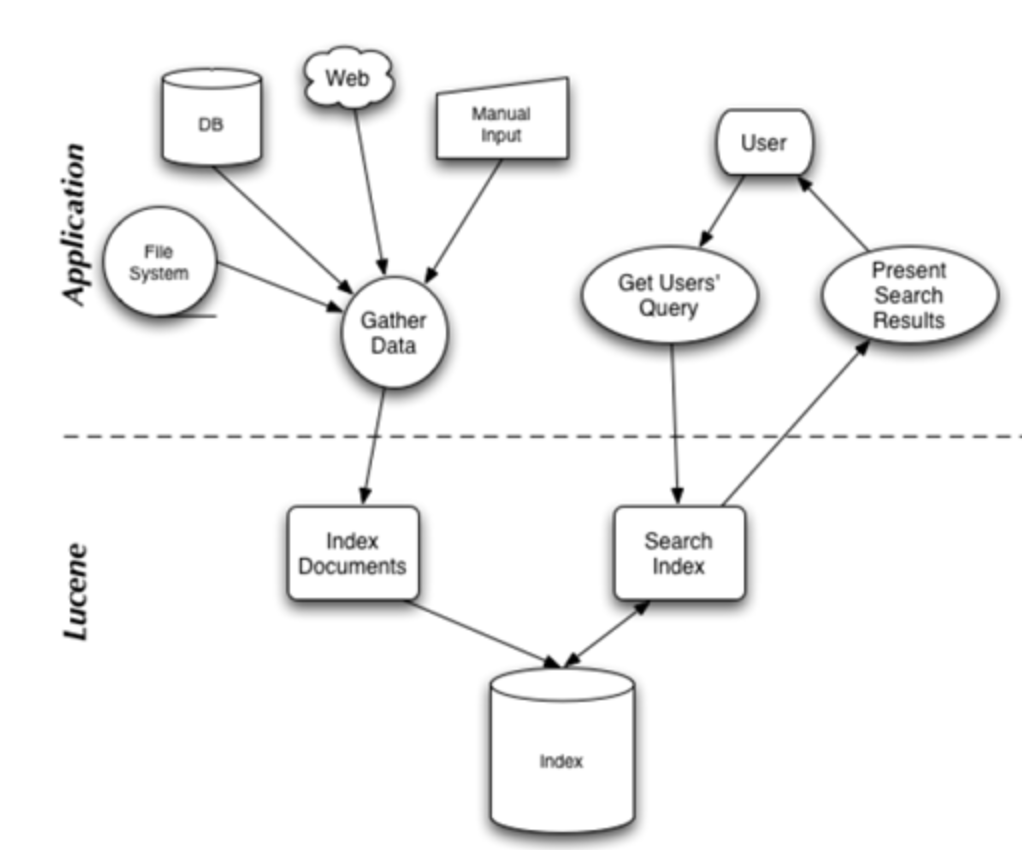 Application
DB
Web
Manual
Input
File
System
Gather
Data
User
Get Users'
Query
Present
Search
Results
Lucene
Index
Documents
Search
Index
Index